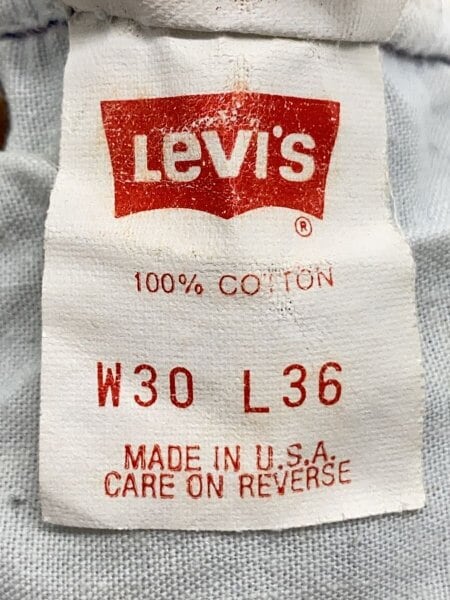 Levi's
®
100% COTTON
W30 L36
MADE IN U.S.A.
CARE ON REVERSE